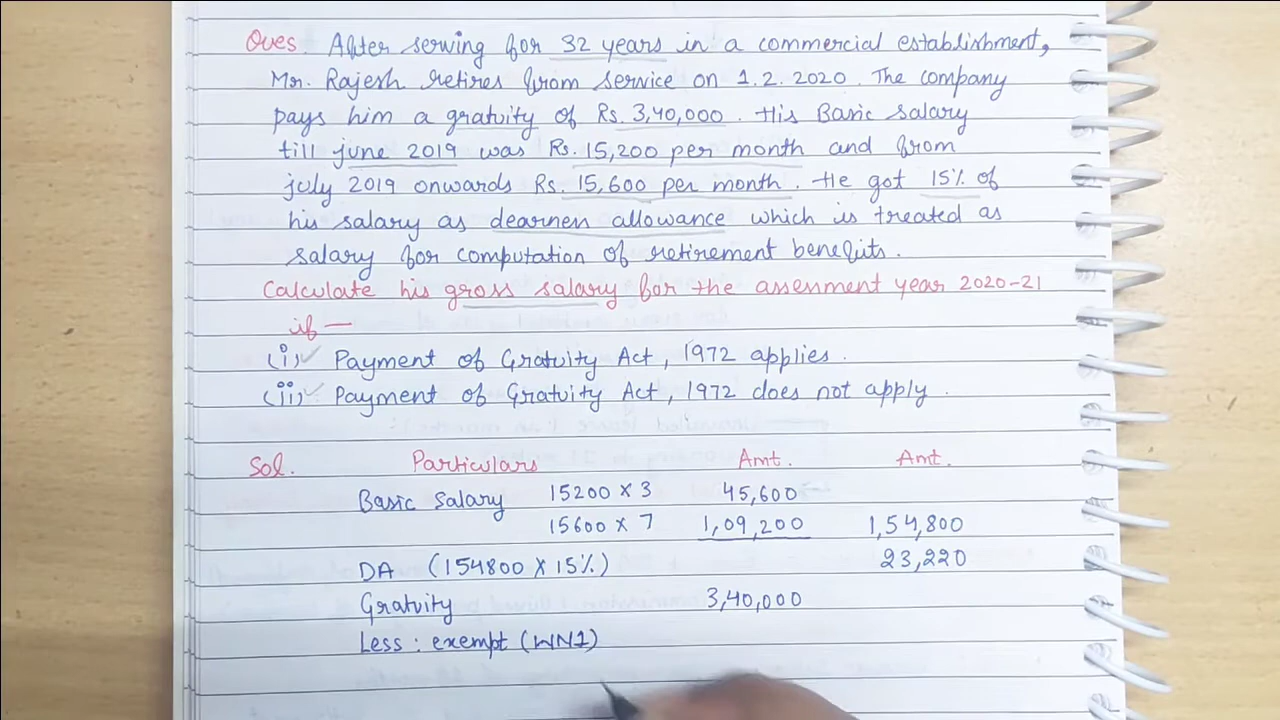 Ques. After serving for 32 years in a commercial establishment,
Mr. Rajesh retires from service on 1.2.2020. The company
pays him a gratuity of Rs. 3,40,000. His Basic salary
till june 2019 was Rs. 15,200 per month and from
july 2019 onwards Rs. 15,600 per month. He got 15% of
his salary as dearness allowance which is treated as
salary for computation of retirement benefits.
Calculate his gross salary for the assessment year 2020-21
if —
(i) ✓ Payment of Gratuity Act, 1972 applies.
(ii) ✓ Payment of Gratuity Act, 1972 does not apply.
Sol. Particulars Amt. Amt.
Basic Salary 15200 x 3 45,600
15600 x 7 1,09,200 1,54,800
DA (154800 x 15%) 23,220
Gratuity 3,40,000
Less : exempt (WN1)